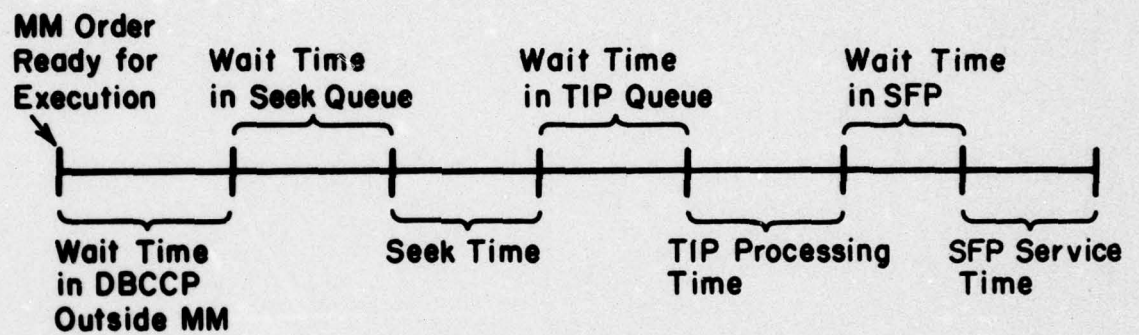 MM Order
Ready for
Execution
Wait Time
in Seek Queue
Wait Time
in TIP Queue
Wait Time
in SFP
Wait Time
in DBCCP
Outside MM
Seek Time
TIP Processing
Time
SFP Service
Time